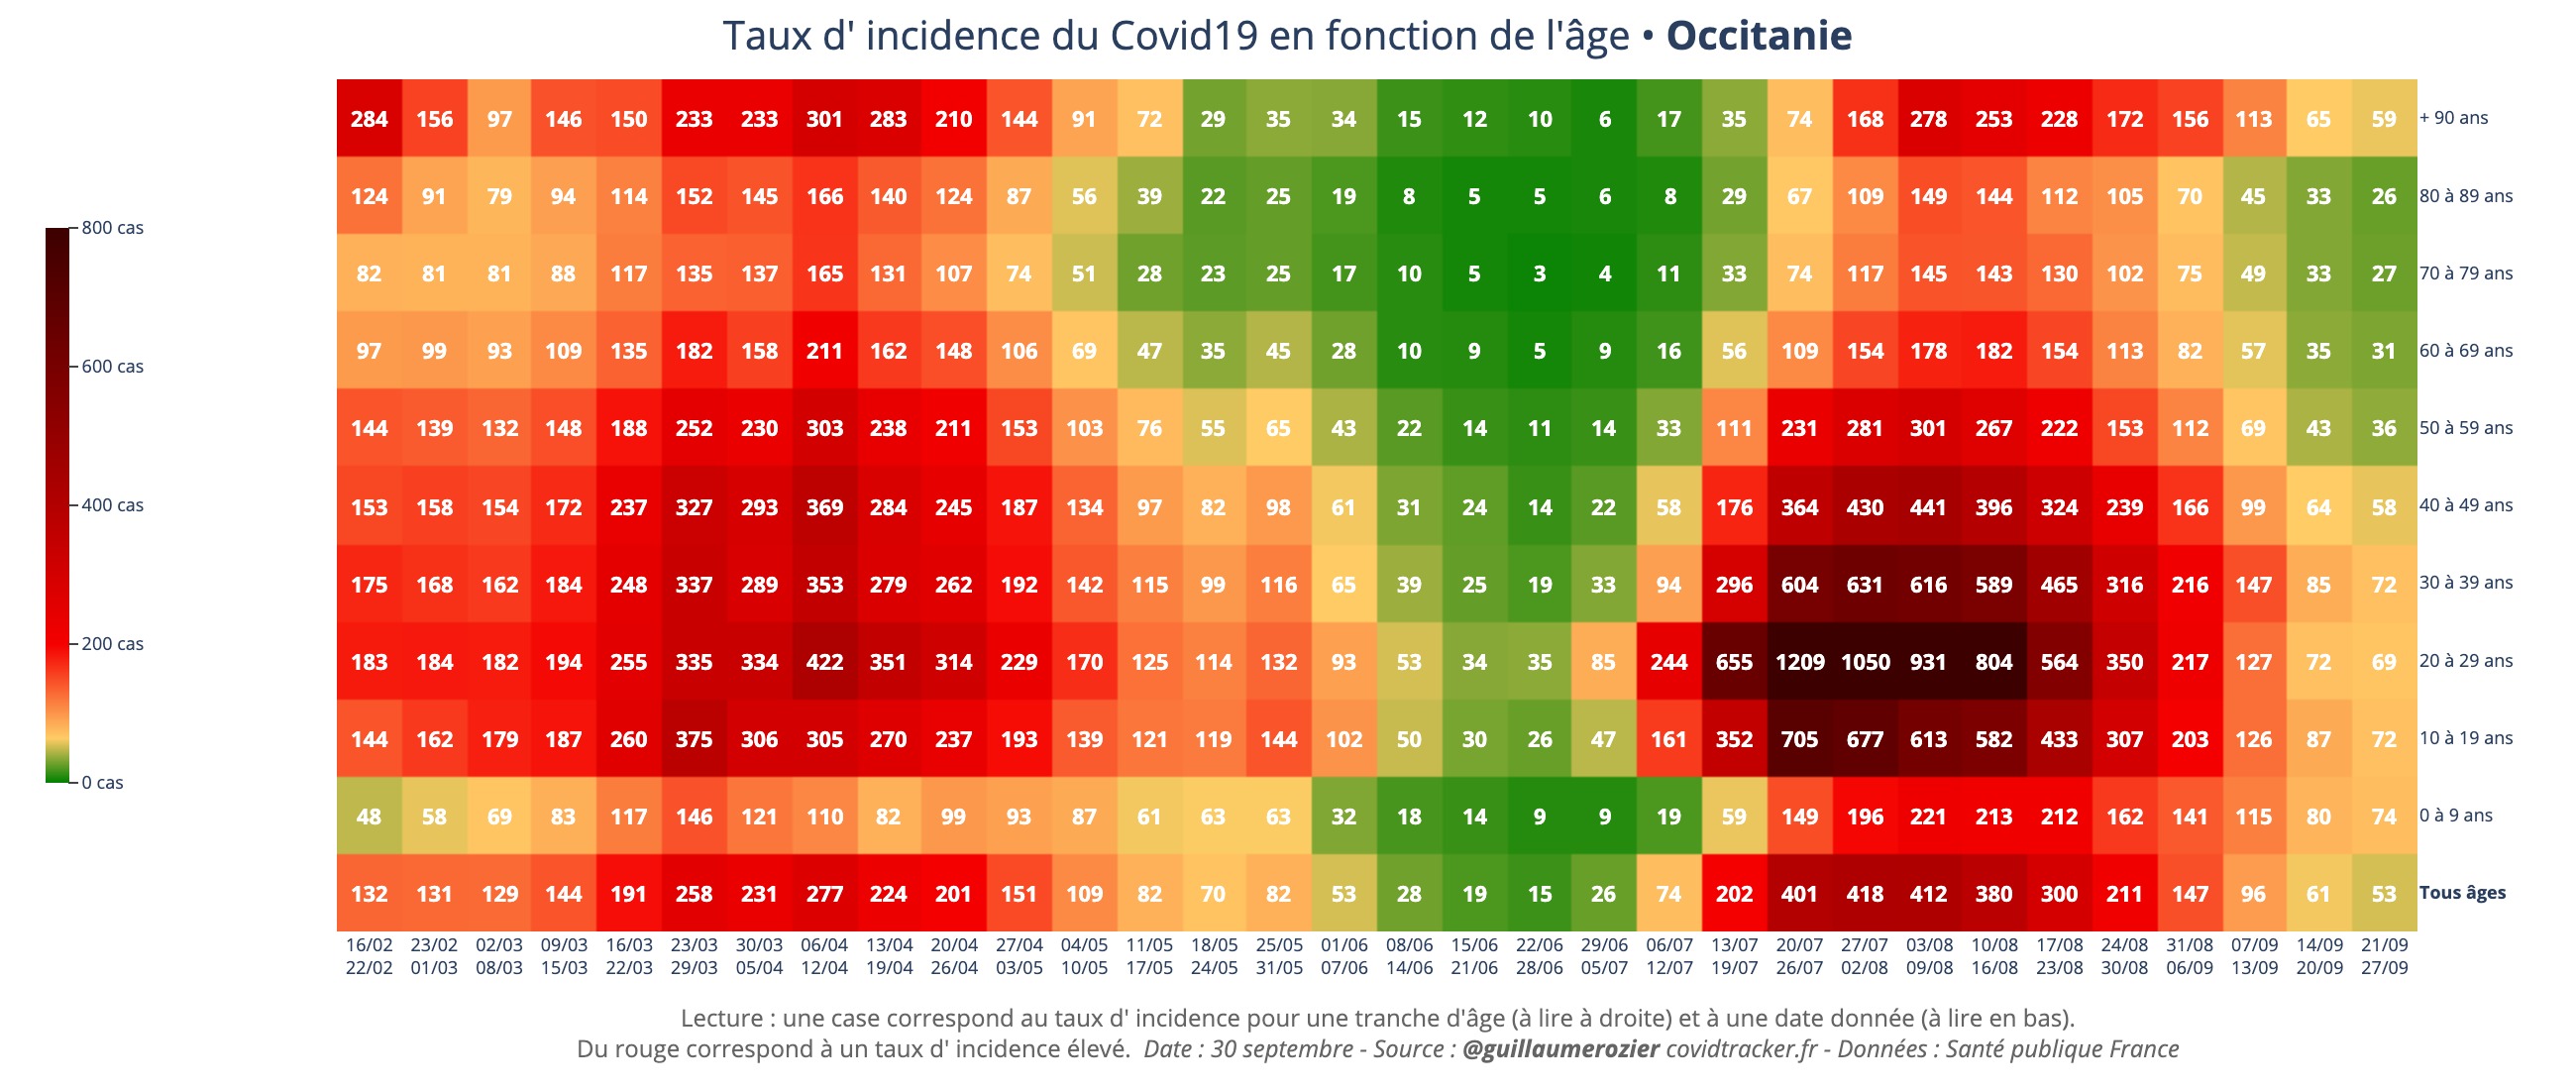 Taux d' incidence du Covid19 en fonction de l'âge • Occitanie
800 cas
600 cas
400 cas
200 cas
0 cas
284 156 97 146 150 233 233 301 283 210 144 91 72 29 35 34 15 12 10 6 17 35 74 168 278 253 228 172 156 113 65 59 + 90 ans
124 91 79 94 114 152 145 166 140 124 87 56 39 22 25 19 8 5 5 6 8 29 67 109 149 144 112 105 70 45 33 26 80 à 89 ans
82 81 81 88 117 135 137 165 131 107 74 51 28 23 25 17 10 5 3 4 11 33 74 117 145 143 130 102 75 49 33 27 70 à 79 ans
97 99 93 109 135 182 158 211 162 148 106 69 47 35 45 28 10 9 5 9 16 56 109 154 178 182 154 113 82 57 35 31 60 à 69 ans
144 139 132 148 188 252 230 303 238 211 153 103 76 55 65 43 22 14 11 14 33 111 231 281 301 267 222 153 112 69 43 36 50 à 59 ans
153 158 154 172 237 327 293 369 284 245 187 134 97 82 98 61 31 24 14 22 58 176 364 430 441 396 324 239 166 99 64 58 40 à 49 ans
175 168 162 184 248 337 289 353 279 262 192 142 115 99 116 65 39 25 19 33 94 296 604 631 616 589 465 316 216 147 85 72 30 à 39 ans
183 184 182 194 255 335 334 422 351 314 229 170 125 114 132 93 53 34 35 85 244 655 1209 1050 931 804 564 350 217 127 72 69 20 à 29 ans
144 162 179 187 260 375 306 305 270 237 193 139 121 119 144 102 50 30 26 47 161 352 705 677 613 582 433 307 203 126 87 72 10 à 19 ans
48 58 69 83 117 146 121 110 82 99 93 87 61 63 63 32 18 14 9 9 19 59 149 196 221 213 212 162 141 115 80 74 0 à 9 ans
132 131 129 144 191 258 231 277 224 201 151 109 82 70 82 53 28 19 15 26 74 202 401 418 412 380 300 211 147 96 61 53 Tous âges
16/02 23/02 02/03 09/03 16/03 23/03 30/03 06/04 13/04 20/04 27/04 04/05 11/05 18/05 25/05 01/06 08/06 15/06 22/06 29/06 06/07 13/07 20/07 27/07 03/08 10/08 17/08 24/08 31/08 07/09 14/09 21/09
22/02 01/03 08/03 15/03 22/03 29/03 05/04 12/04 19/04 26/04 03/05 10/05 17/05 24/05 31/05 07/06 14/06 21/06 28/06 05/07 12/07 19/07 26/07 02/08 09/08 16/08 23/08 30/08 06/09 13/09 20/09 27/09
Lecture : une case correspond au taux d' incidence pour une tranche d'âge (à lire à droite) et à une date donnée (à lire en bas).
Du rouge correspond à un taux d' incidence élevé. Date : 30 septembre - Source : @guillaumerozier covidtracker.fr - Données : Santé publique France